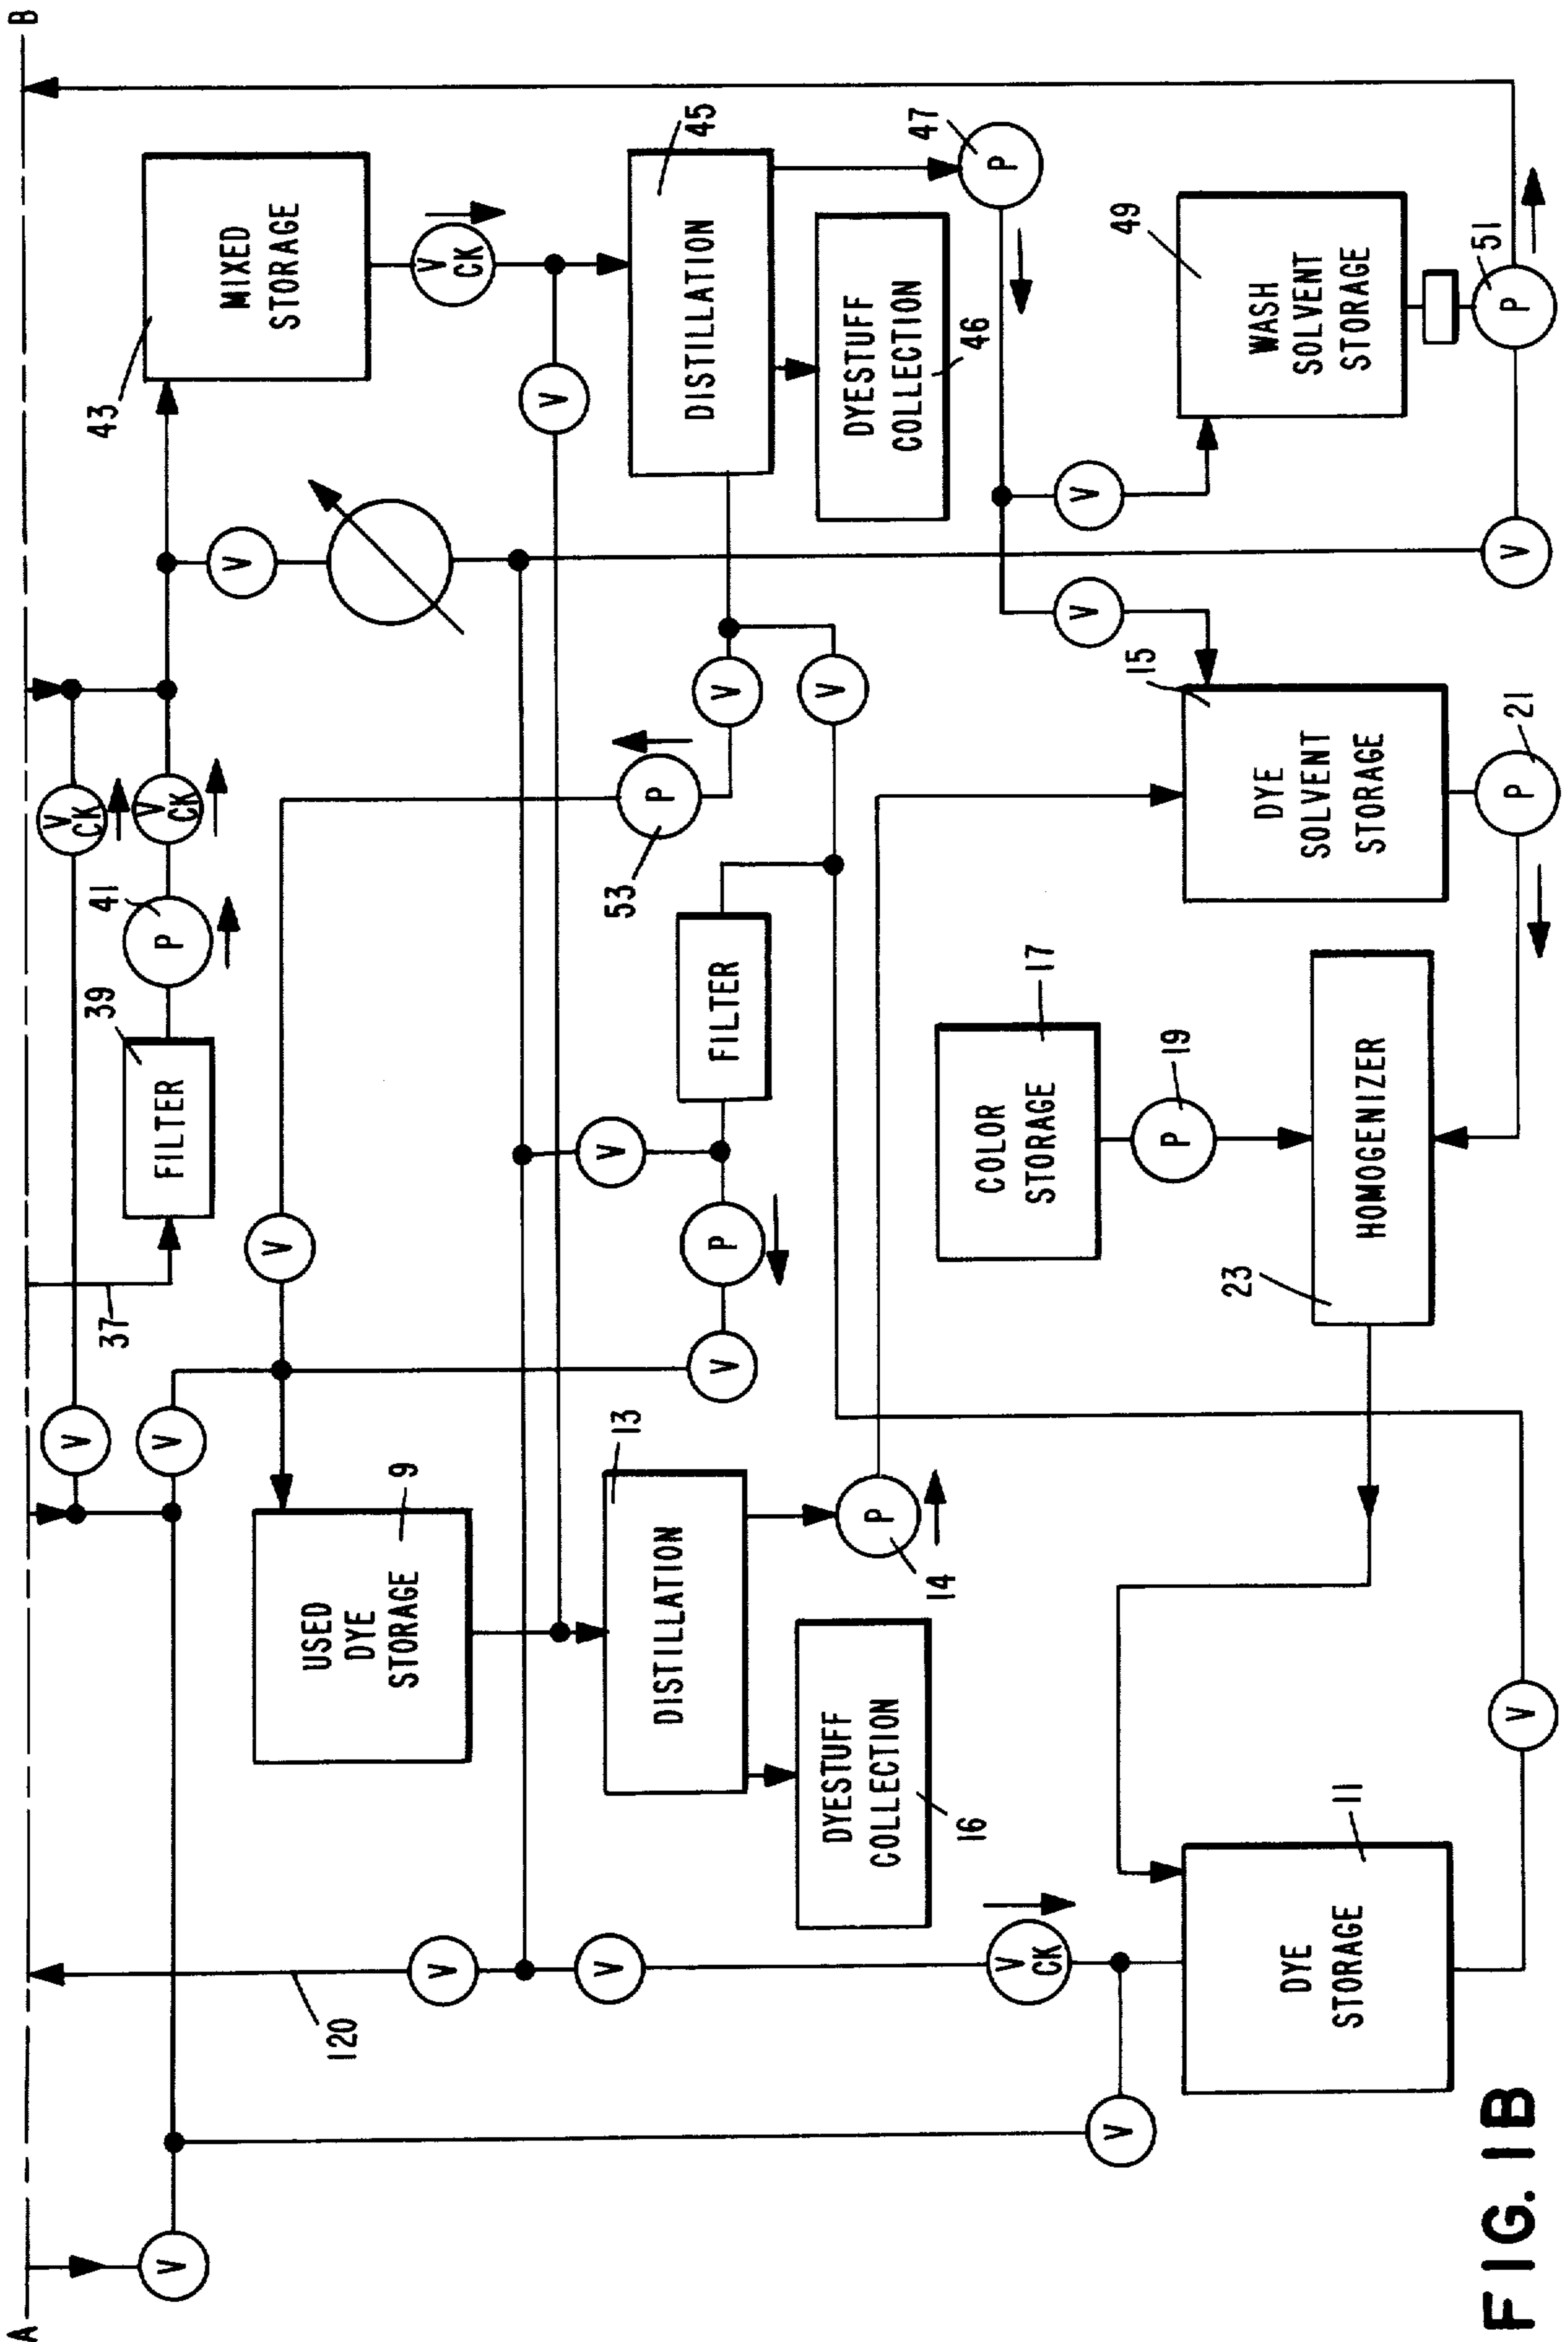 A
B
V
V
CK
37
39
41
43
V
V
FILTER
P
V
CK
V
MIXED
STORAGE
V
120
USED
DYE
STORAGE
9
V
V
CK
V
V
13
DISTILLATION
V
53
P
45
DISTILLATION
V
P
FILTER
V
V
DYESTUFF
COLLECTION
16
P
14
DYESTUFF
COLLECTION
46
47
P
V
CK
COLOR
STORAGE
17
V
V
V
P
19
DYE
STORAGE
11
23
HOMOGENIZER
15
DYE
SOLVENT
STORAGE
49
WASH
SOLVENT
STORAGE
V
P
21
V
P
51
FIG. 1B